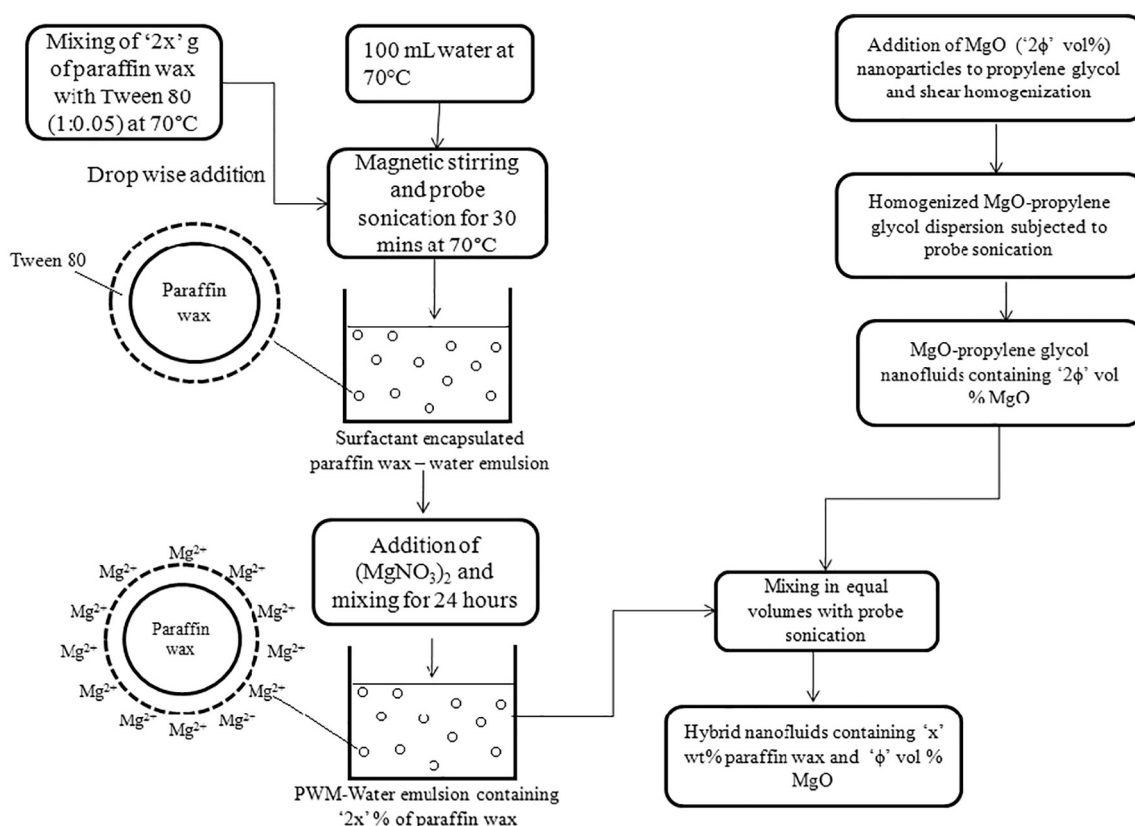 Mixing of ‘2x’ g
of paraffin wax
with Tween 80
(1:0.05) at 70°C
100 mL water at
70°C
Drop wise addition
Magnetic stirring
and probe
sonication for 30
mins at 70°C
Tween 80
Paraffin
wax
Surfactant encapsulated
paraffin wax – water emulsion
Addition of
(MgNO₃)₂ and
mixing for 24 hours
Mg²⁺
Mg²⁺
Mg²⁺
Mg²⁺
Mg²⁺
Mg²⁺
Mg²⁺
Mg²⁺
Mg²⁺
Mg²⁺
Mg²⁺
Mg²⁺
Mg²⁺
Mg²⁺
Paraffin
wax
PWM-Water emulsion containing
‘2x’ % of paraffin wax
Addition of MgO (‘2ϕ’ vol%)
nanoparticles to propylene glycol
and shear homogenization
Homogenized MgO-propylene
glycol dispersion subjected to
probe sonication
MgO-propylene glycol
nanofluids containing ‘2ϕ’ vol
% MgO
Mixing in equal
volumes with probe
sonication
Hybrid nanofluids containing ‘x’
wt% paraffin wax and ‘ϕ’ vol %
MgO